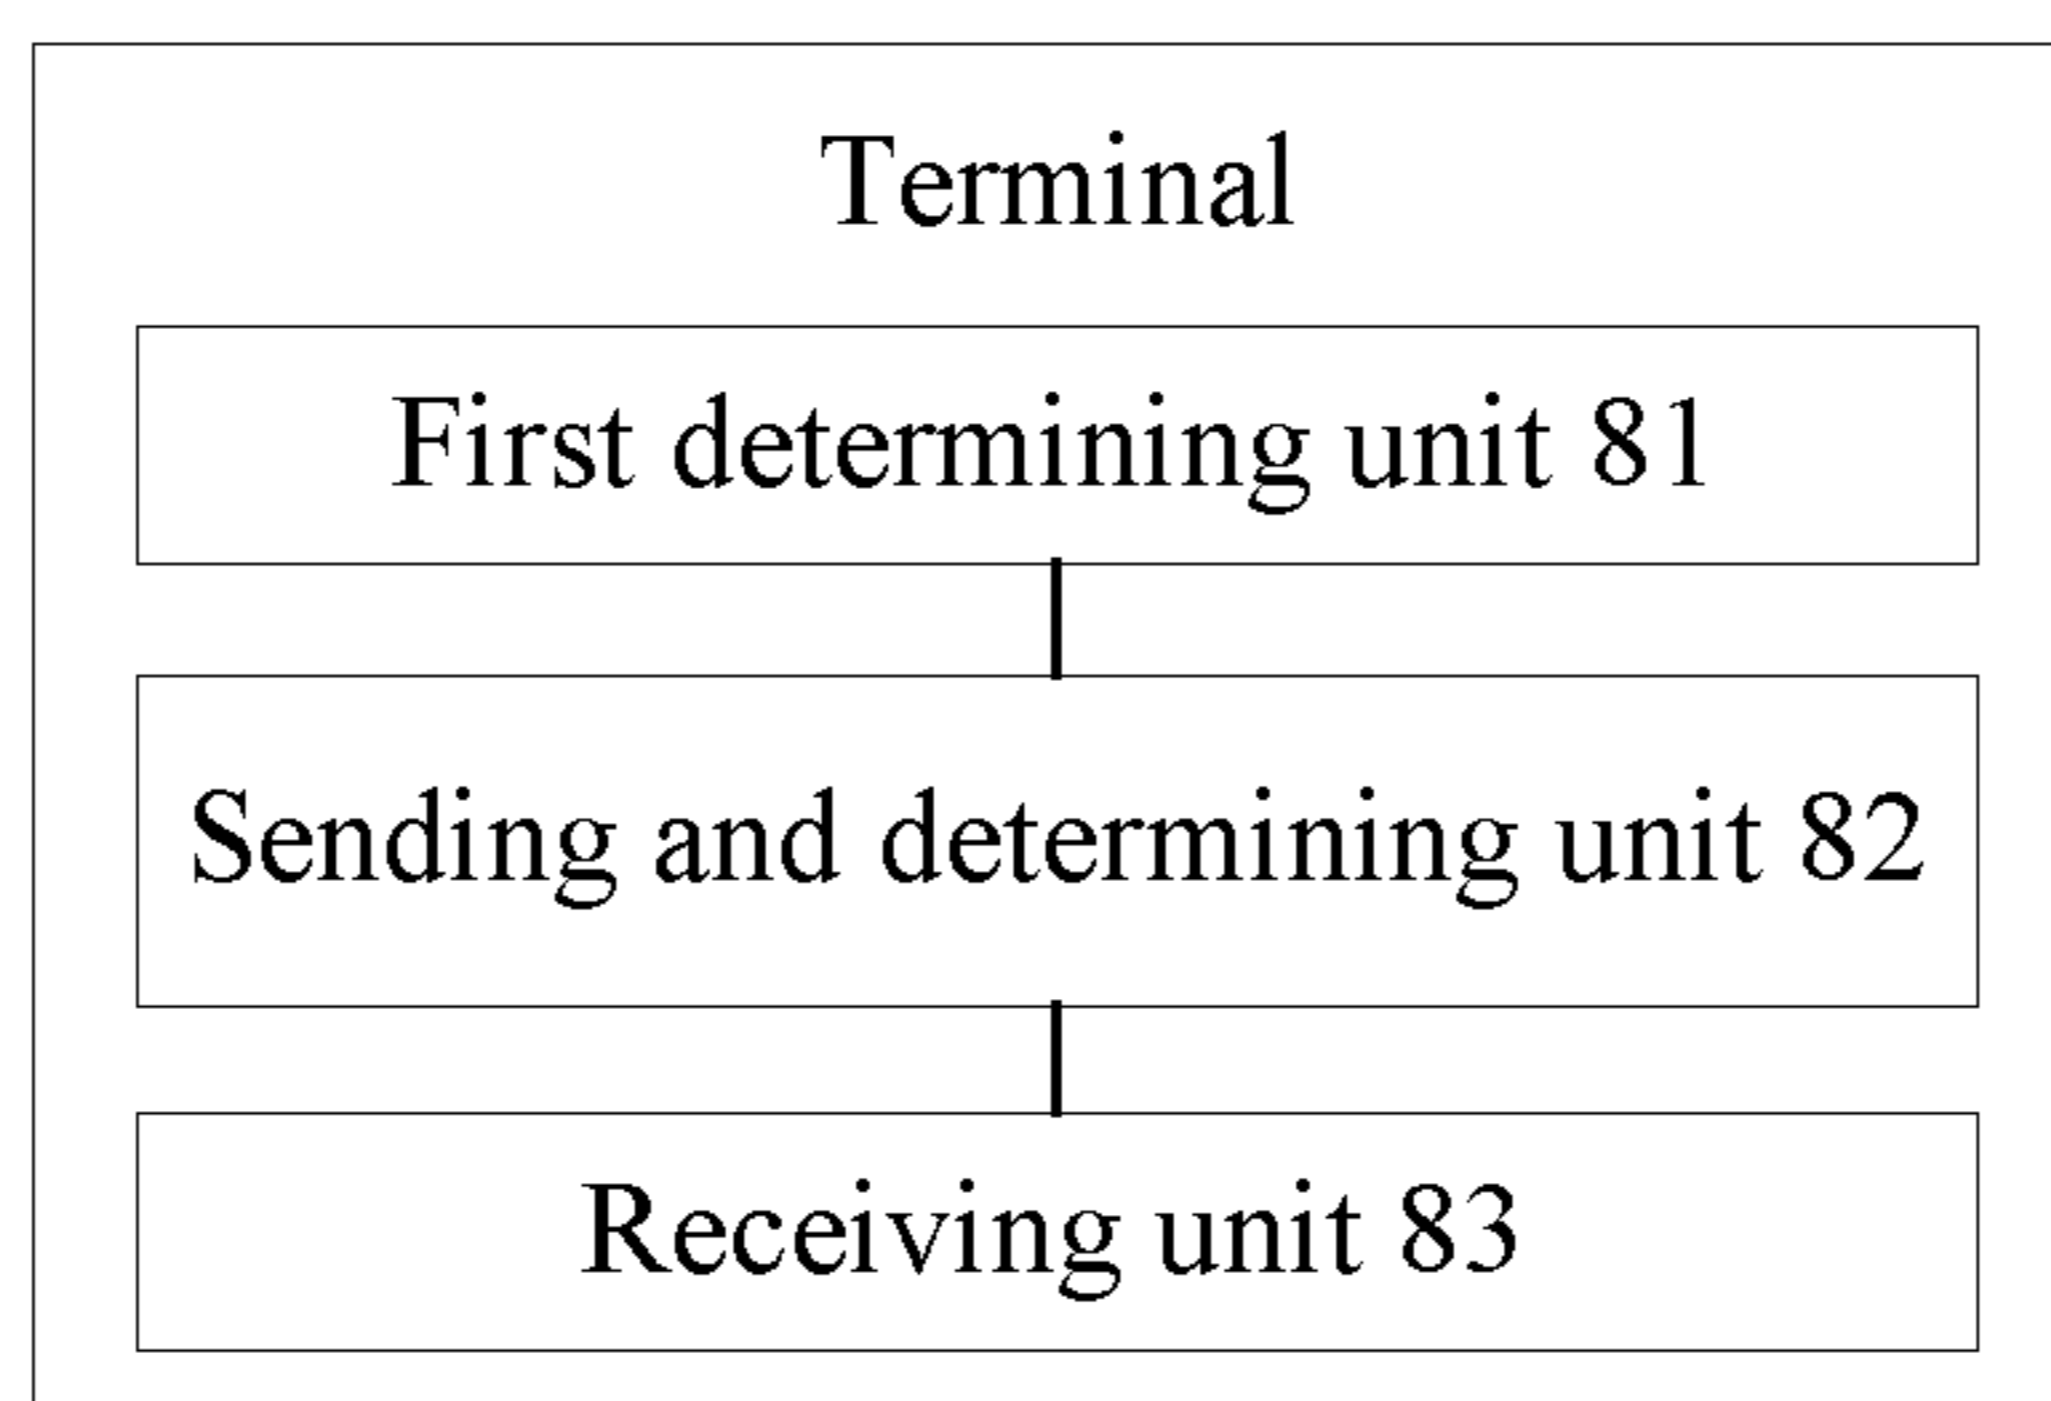 Terminal
First determining unit 81
Sending and determining unit 82
Receiving unit 83